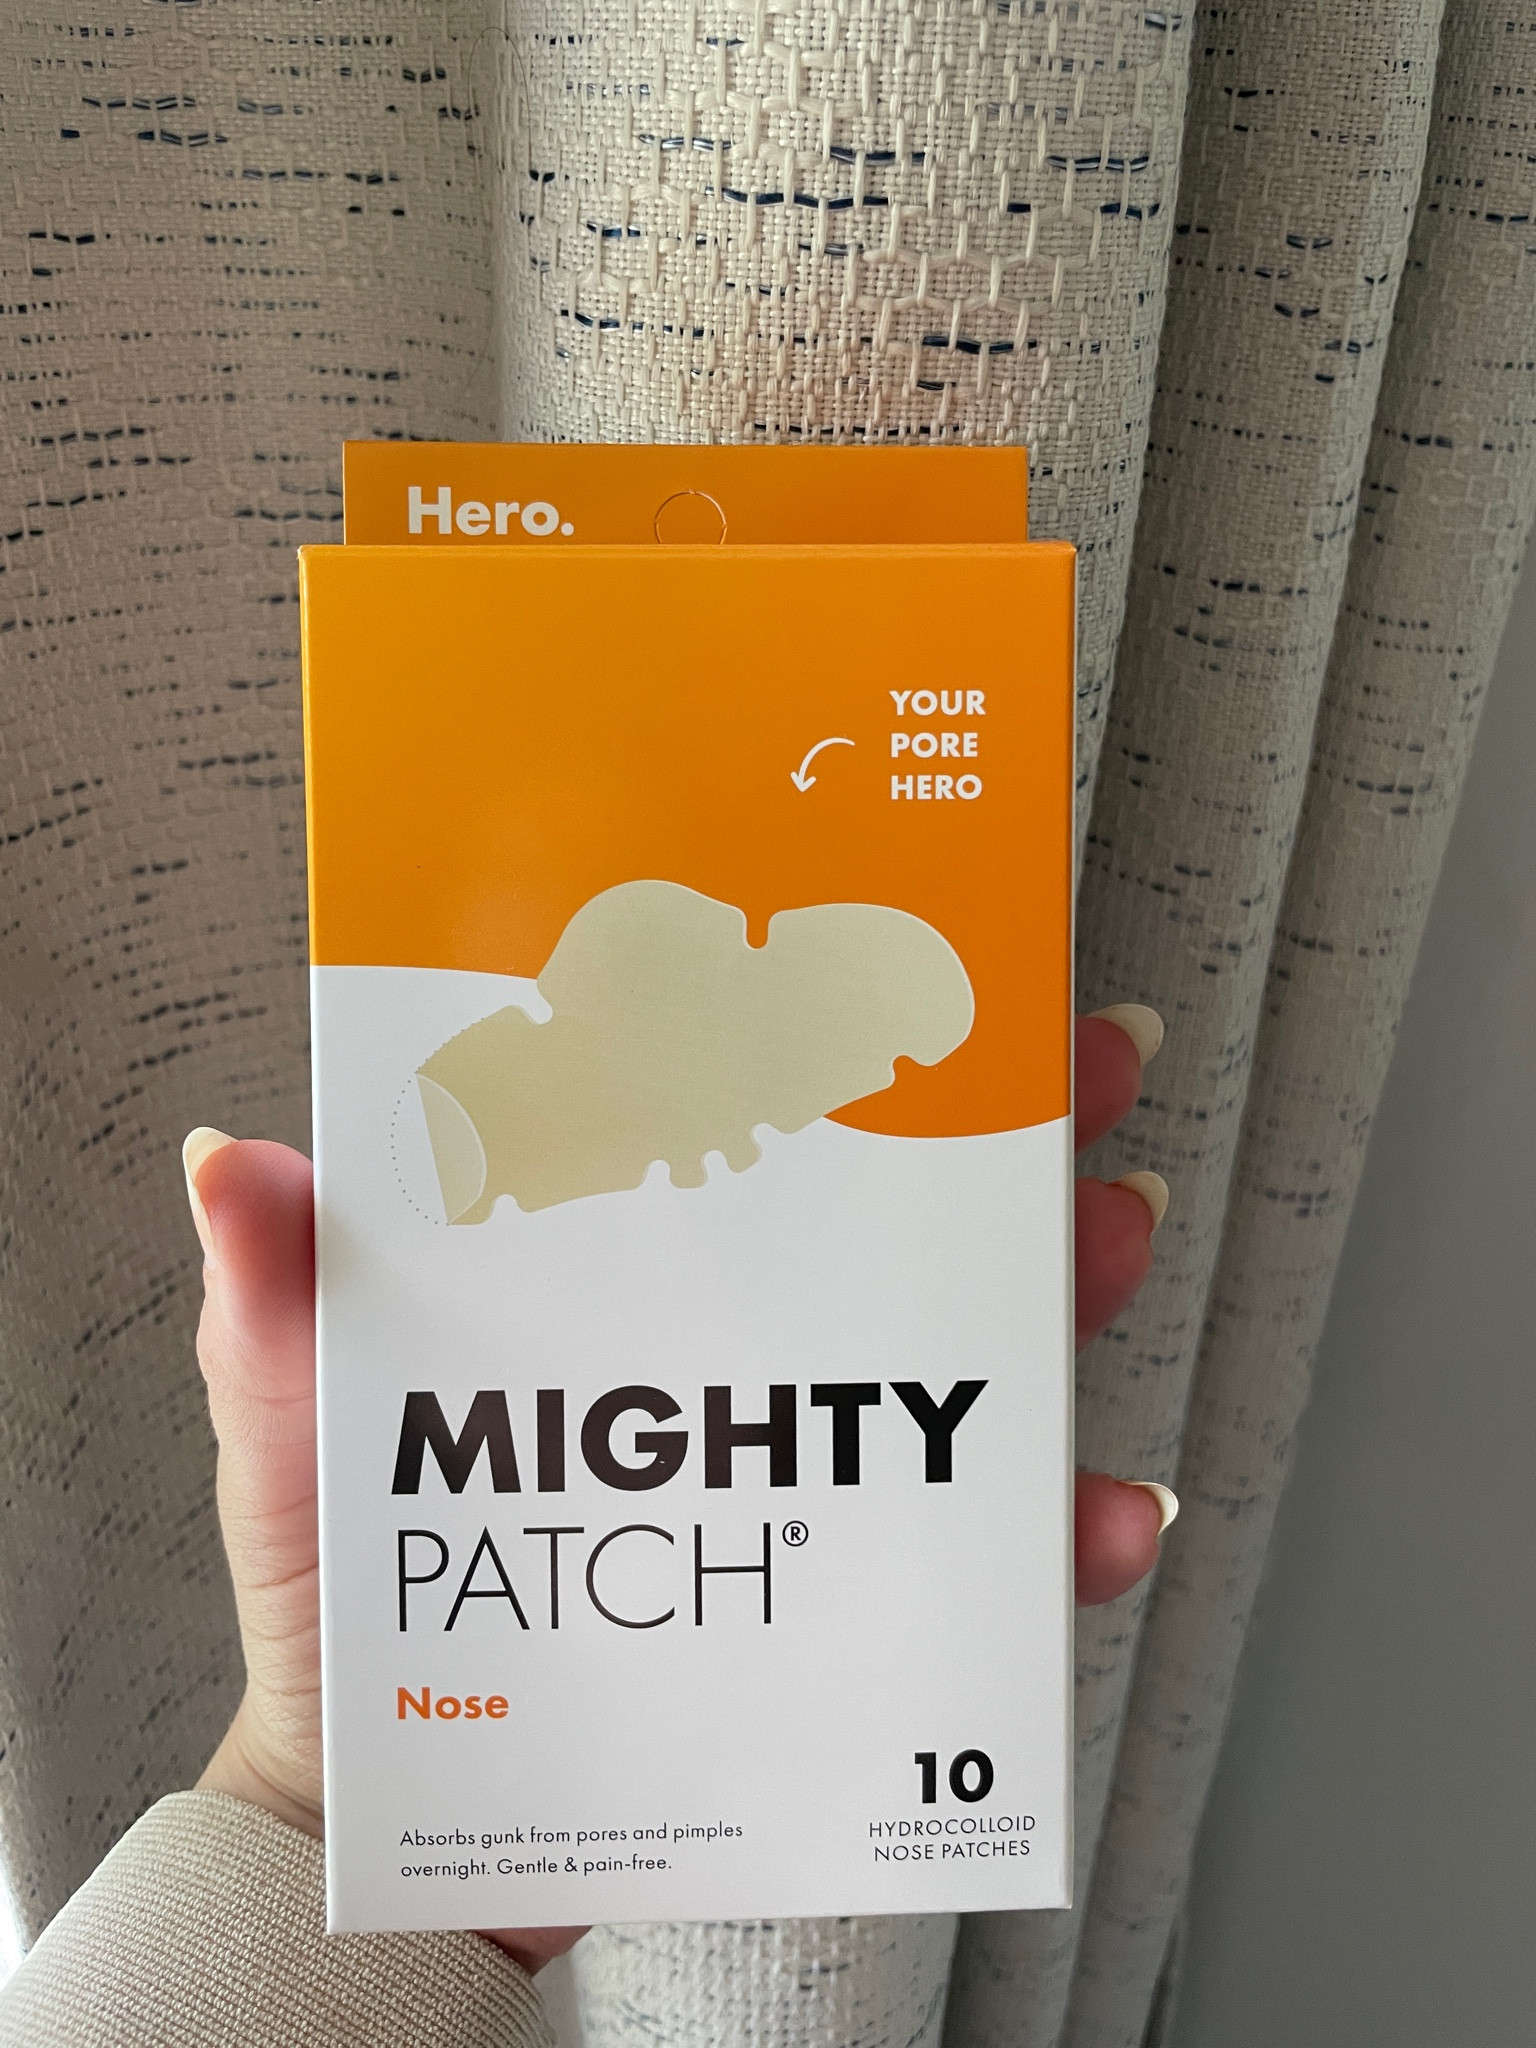 Hero.
YOUR
PORE
HERO
MIGHTY
PATCH®
Nose
10
HYDROCOLLOID
NOSE PATCHES
Absorbs gunk from pores and pimples
overnight. Gentle & pain-free.